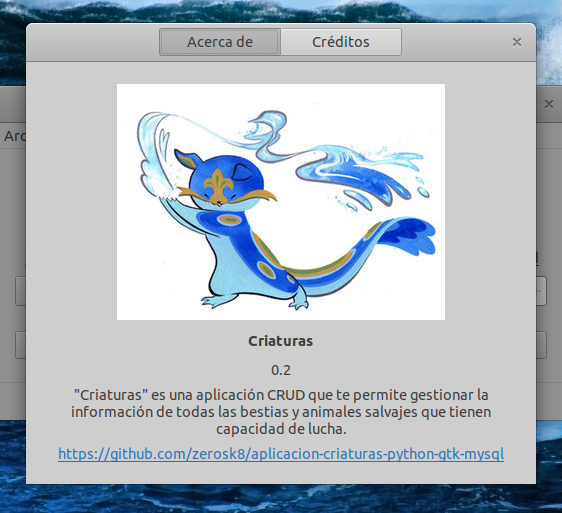 Acerca de Créditos
Arc
Criaturas
0.2
"Criaturas" es una aplicación CRUD que te permite gestionar la
información de todas las bestias y animales salvajes que tienen
capacidad de lucha.
https://github.com/zerosk8/aplicacion-criaturas-python-gtk-mysql